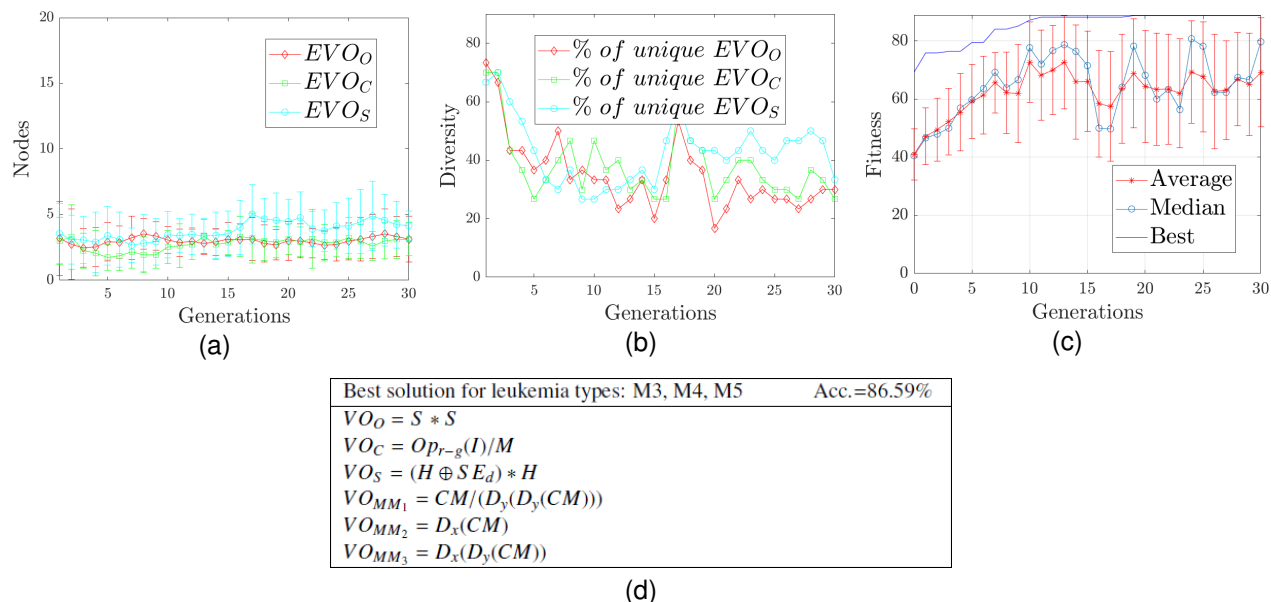 20
15
10
5
0
5
10
15
20
25
30
Nodes
Generations
EVO_O
EVO_C
EVO_S
(a)
80
60
40
20
0
5
10
15
20
25
30
Diversity
Generations
% of unique EVO_O
% of unique EVO_C
% of unique EVO_S
(b)
80
60
40
20
0
0
5
10
15
20
25
30
Fitness
Generations
Average
Median
Best
(c)
Best solution for leukemia types: M3, M4, M5 Acc.=86.59%
VO_O = S * S
VO_C = Op_{r−g}(I)/M
VO_S = (H ⊕ SE_d) * H
VO_{MM_1} = CM/(D_y(D_y(CM)))
VO_{MM_2} = D_x(CM)
VO_{MM_3} = D_x(D_y(CM))
(d)